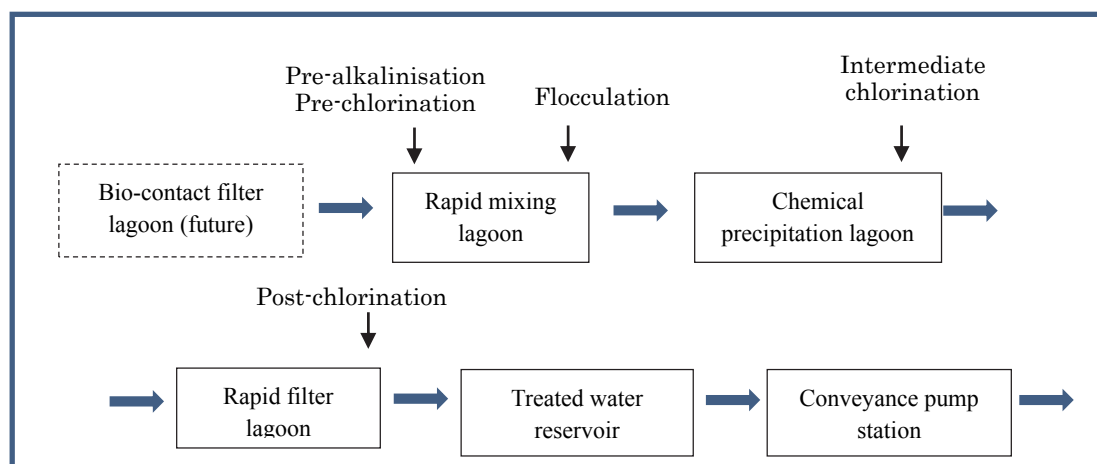 Pre-alkalinisation
Pre-chlorination
Flocculation
Intermediate
chlorination
Bio-contact filter
lagoon (future)
Rapid mixing
lagoon
Chemical
precipitation lagoon
Post-chlorination
Rapid filter
lagoon
Treated water
reservoir
Conveyance pump
station